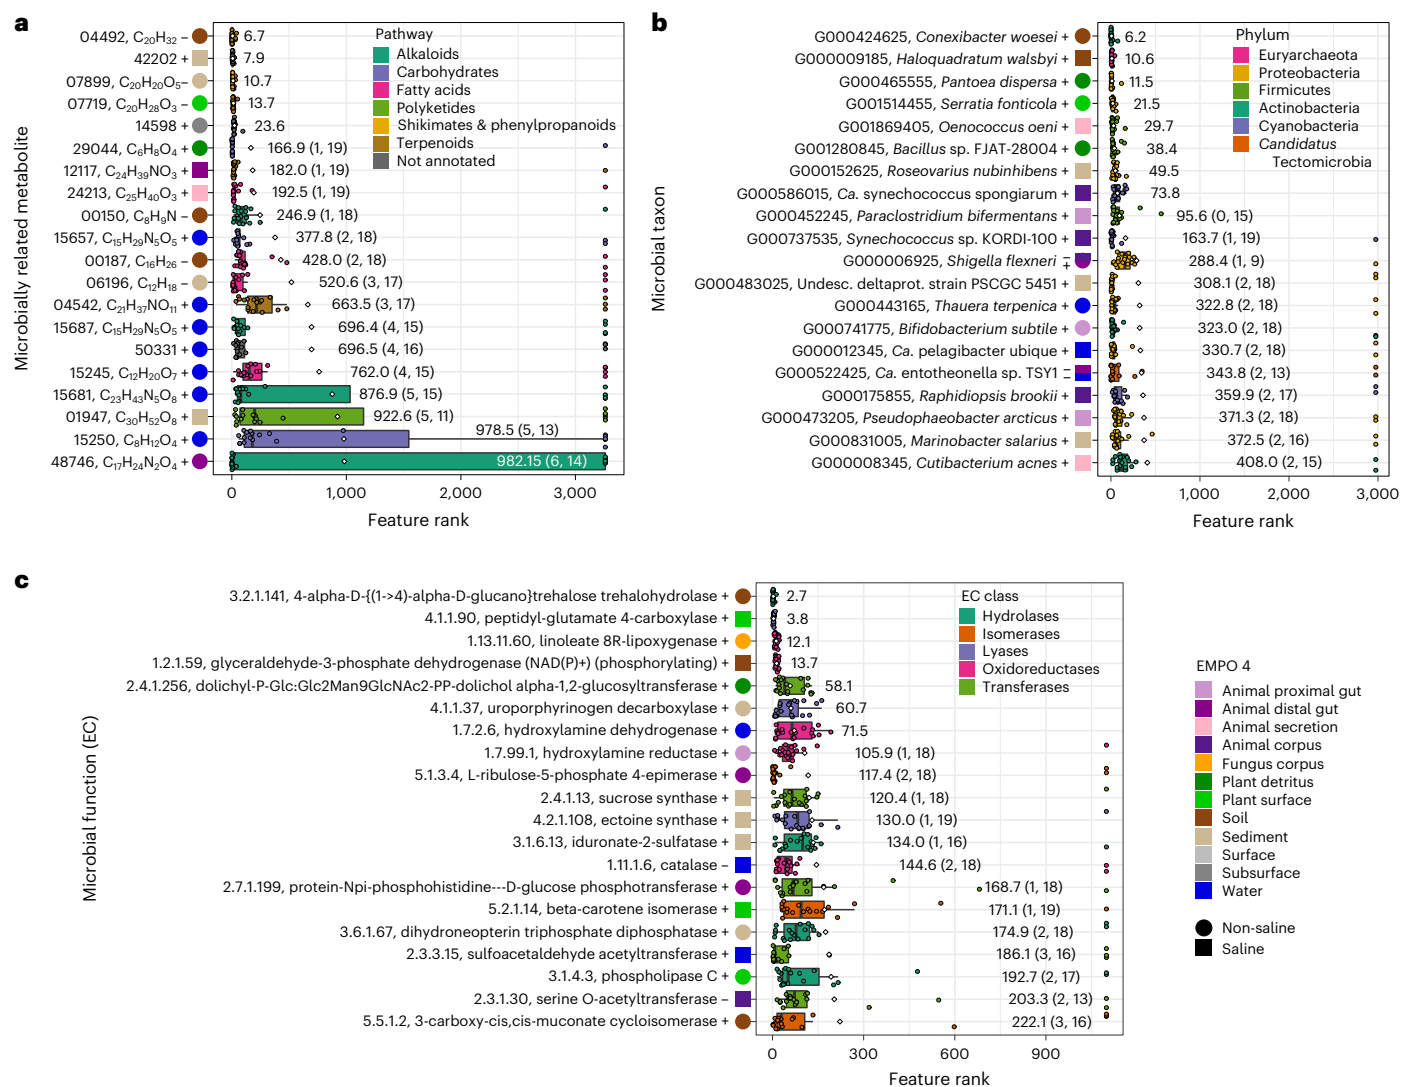 a
Microbially related metabolite
04492, C₂₀H₃₂ − 6.7
42202 + 7.9
07899, C₂₀H₂₀O₅ − 10.7
07719, C₂₀H₂₈O₃ − 13.7
14598 + 23.6
29044, C₆H₈O₄ + 166.9 (1, 19)
12117, C₂₄H₃₉NO₃ + 182.0 (1, 19)
24213, C₂₅H₄₀O₃ + 192.5 (1, 19)
00150, C₈H₉N − 246.9 (1, 18)
15657, C₁₅H₂₉N₅O₅ + 377.8 (2, 18)
00187, C₁₆H₂₆ − 428.0 (2, 18)
06196, C₁₂H₁₈ − 520.6 (3, 17)
04542, C₂₁H₃₇NO₁₁ + 663.5 (3, 17)
15687, C₁₅H₂₉N₅O₅ + 696.4 (4, 15)
50331 + 696.5 (4, 16)
15245, C₁₂H₂₀O₇ + 762.0 (4, 15)
15681, C₂₃H₄₃N₅O₈ + 876.9 (5, 15)
01947, C₃₀H₅₂O₈ + 922.6 (5, 11)
15250, C₈H₁₂O₄ + 978.5 (5, 13)
48746, C₁₇H₂₄N₂O₄ + 982.15 (6, 14)
Pathway
Alkaloids
Carbohydrates
Fatty acids
Polyketides
Shikimates & phenylpropanoids
Terpenoids
Not annotated
0 1,000 2,000 3,000
Feature rank
b
Microbial taxon
G000424625, Conexibacter woesei + 6.2
G000009185, Haloquadratum walsbyi + 10.6
G000465555, Pantoea dispersa + 11.5
G001514455, Serratia fonticola + 21.5
G001869405, Oenococcus oeni + 29.7
G001280845, Bacillus sp. FJAT-28004 + 38.4
G000152625, Roseovarius nubinhibens + 49.5
G000586015, Ca. synechococcus spongiarum + 73.8
G000452245, Paraclostridium bifermentans + 95.6 (0, 15)
G000737535, Synechococcus sp. KORDI-100 + 163.7 (1, 19)
G000006925, Shigella flexneri − + 288.4 (1, 9)
G000483025, Undesc. deltaprot. strain PSCGC 5451 + 308.1 (2, 18)
G000443165, Thauera terpenica + 322.8 (2, 18)
G000741775, Bifidobacterium subtile + 323.0 (2, 18)
G000012345, Ca. pelagibacter ubique + 330.7 (2, 18)
G000522425, Ca. entotheonella sp. TSY1 − − 343.8 (2, 13)
G000175855, Raphidiopsis brookii + 359.9 (2, 17)
G000473205, Pseudophaeobacter arcticus + 371.3 (2, 18)
G000831005, Marinobacter salarius + 372.5 (2, 16)
G000008345, Cutibacterium acnes + 408.0 (2, 15)
Phylum
Euryarchaeota
Proteobacteria
Firmicutes
Actinobacteria
Cyanobacteria
Candidatus
Tectomicrobia
0 1,000 2,000 3,000
Feature rank
c
Microbial function (EC)
3.2.1.141, 4-alpha-D-{(1->4)-alpha-D-glucano}trehalose trehalohydrolase + 2.7
4.1.1.90, peptidyl-glutamate 4-carboxylase + 3.8
1.13.11.60, linoleate 8R-lipoxygenase + 12.1
1.2.1.59, glyceraldehyde-3-phosphate dehydrogenase (NAD(P)+) (phosphorylating) + 13.7
2.4.1.256, dolichyl-P-Glc:Glc2Man9GlcNAc2-PP-dolichol alpha-1,2-glucosyltransferase + 58.1
4.1.1.37, uroporphyrinogen decarboxylase + 60.7
1.7.2.6, hydroxylamine dehydrogenase + 71.5
1.7.99.1, hydroxylamine reductase + 105.9 (1, 18)
5.1.3.4, L-ribulose-5-phosphate 4-epimerase + 117.4 (2, 18)
2.4.1.13, sucrose synthase + 120.4 (1, 18)
4.2.1.108, ectoine synthase + 130.0 (1, 19)
3.1.6.13, iduronate-2-sulfatase + 134.0 (1, 16)
1.11.1.6, catalase − 144.6 (2, 18)
2.7.1.199, protein-Npi-phosphohistidine---D-glucose phosphotransferase + 168.7 (1, 18)
5.2.1.14, beta-carotene isomerase + 171.1 (1, 19)
3.6.1.67, dihydroneopterin triphosphate diphosphatase + 174.9 (2, 18)
2.3.3.15, sulfoacetaldehyde acetyltransferase + 186.1 (3, 16)
3.1.4.3, phospholipase C + 192.7 (2, 17)
2.3.1.30, serine O-acetyltransferase − 203.3 (2, 13)
5.5.1.2, 3-carboxy-cis,cis-muconate cycloisomerase + 222.1 (3, 16)
EC class
Hydrolases
Isomerases
Lyases
Oxidoreductases
Transferases
0 300 600 900
Feature rank
EMPO 4
Animal proximal gut
Animal distal gut
Animal secretion
Animal corpus
Fungus corpus
Plant detritus
Plant surface
Soil
Sediment
Surface
Subsurface
Water
Non-saline
Saline